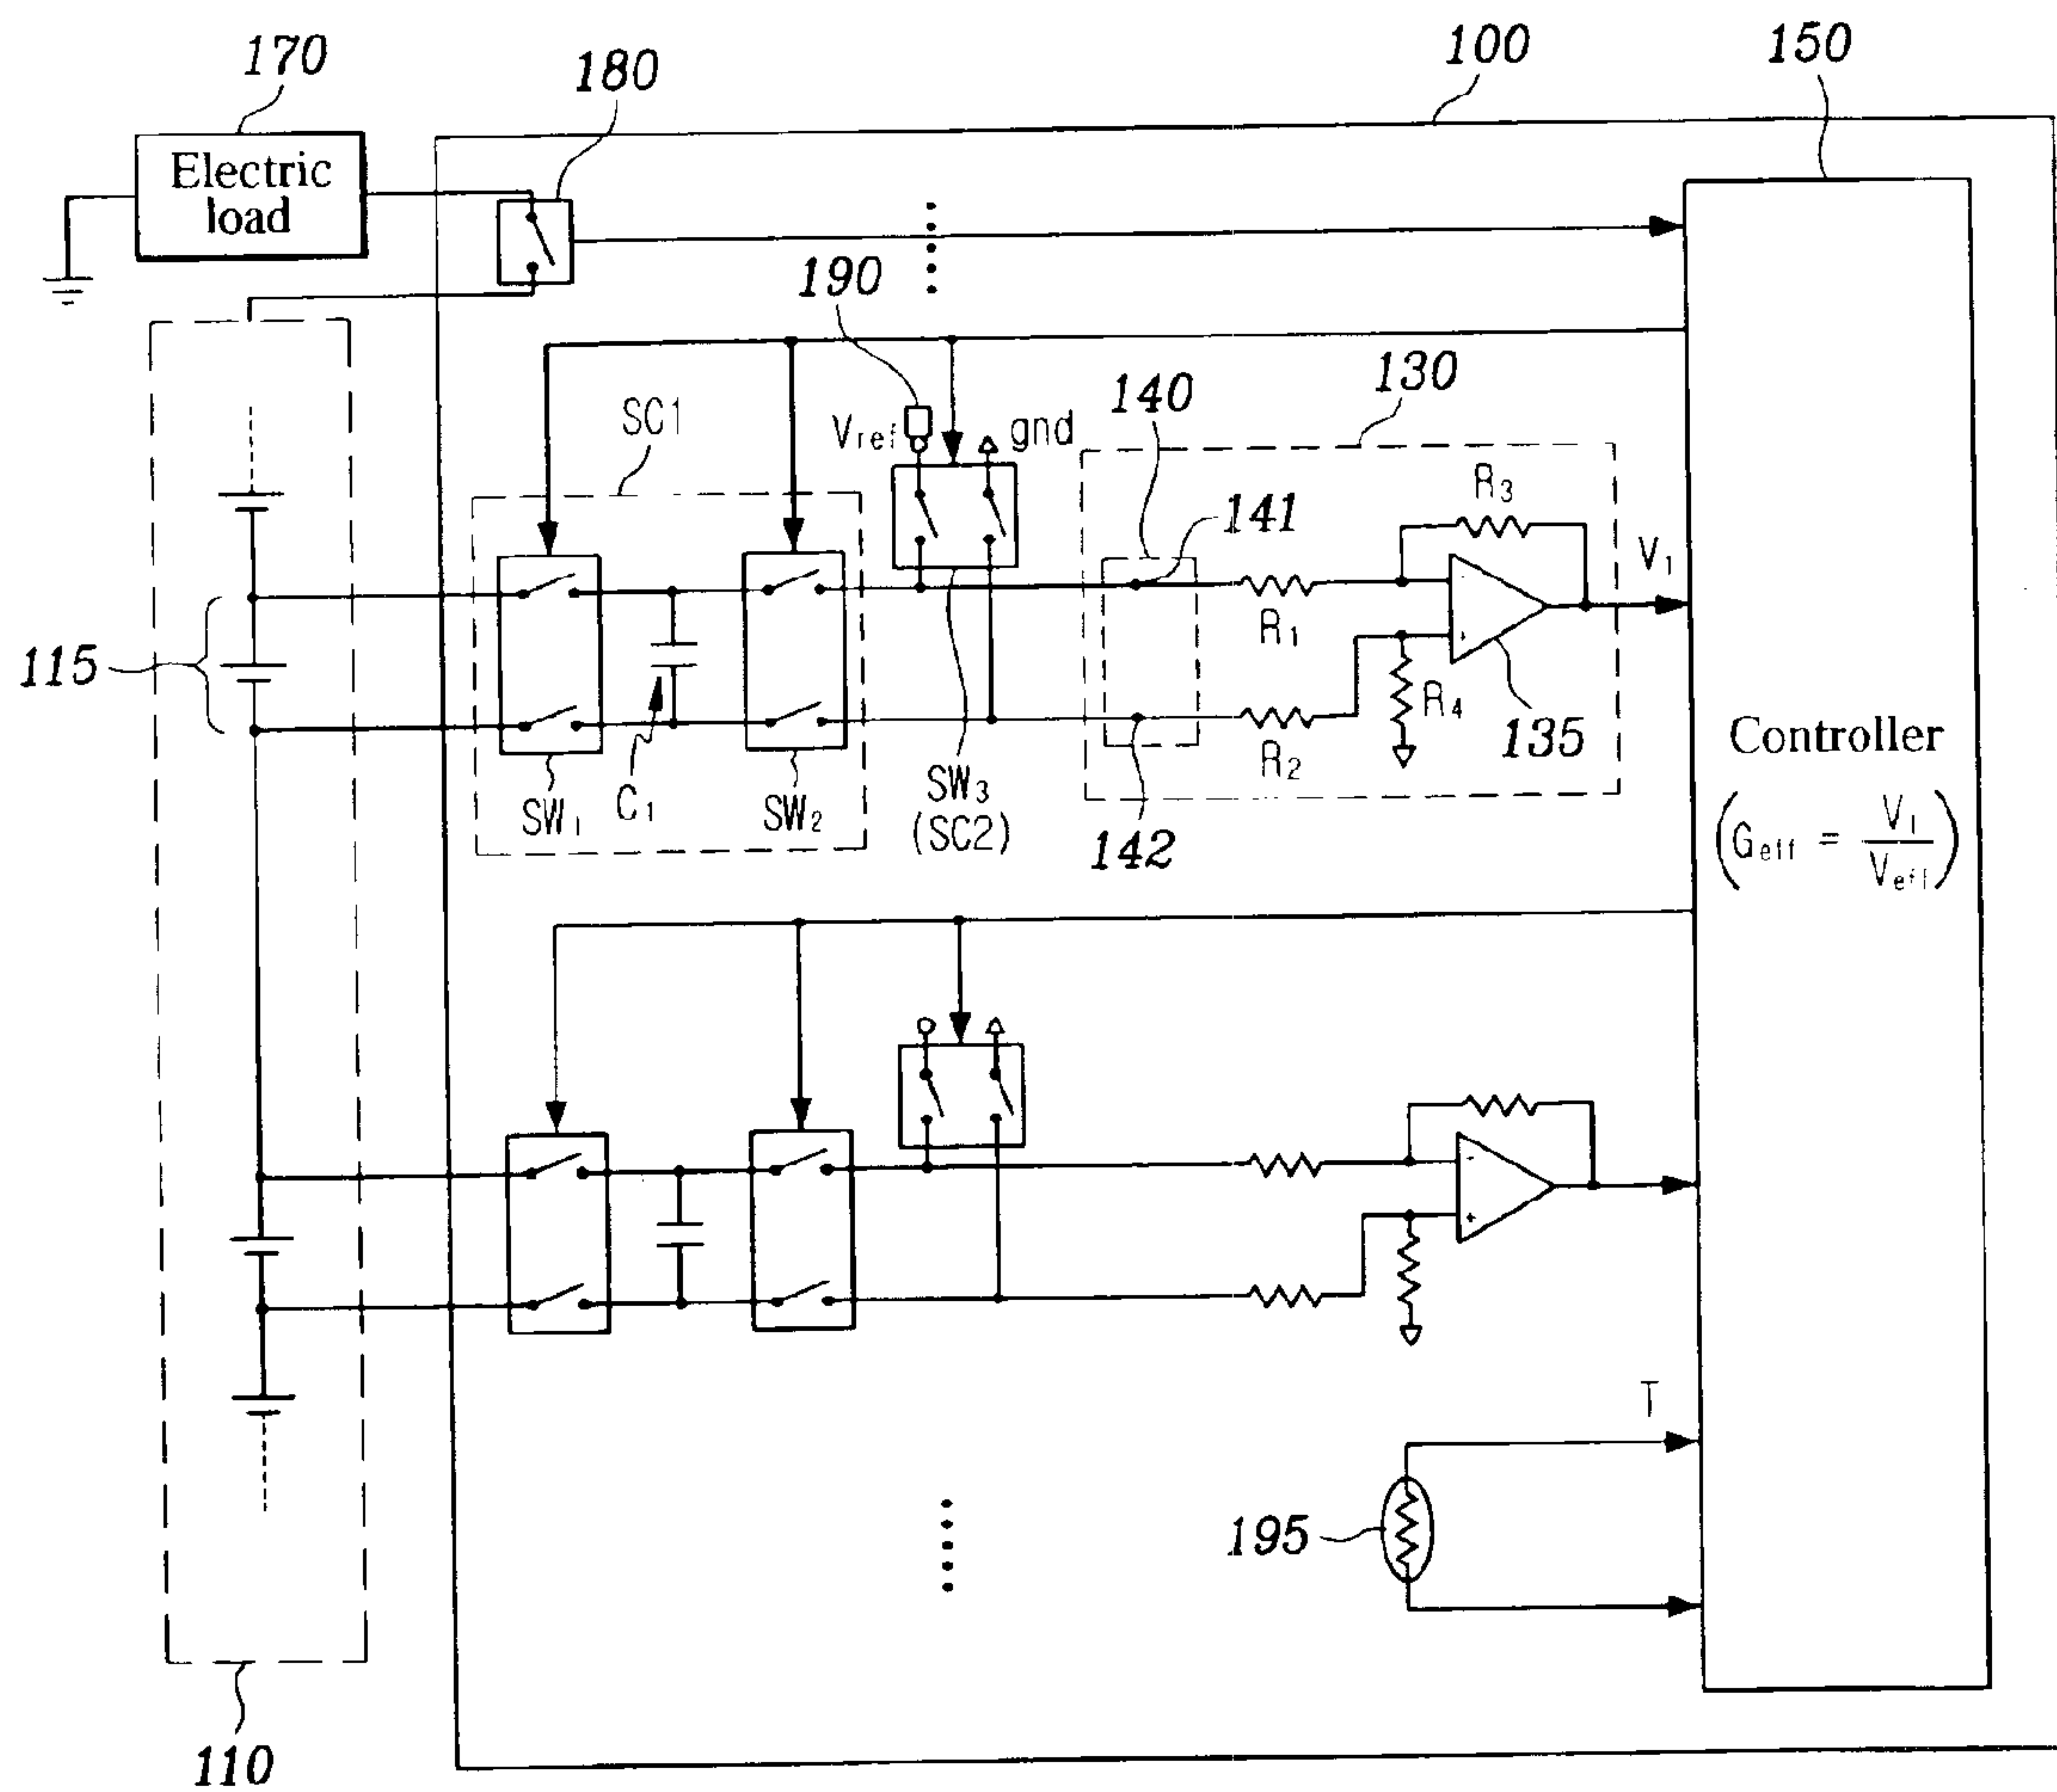 170
180
100
150
Electric
load
190
130
140
SC1
Vref
gnd
141
R3
V1
115
R1
R4
135
Controller
SW1
C1
SW2
SW3
(SC2)
R2
142
(Geff = V1 / Veff)
T
195
110